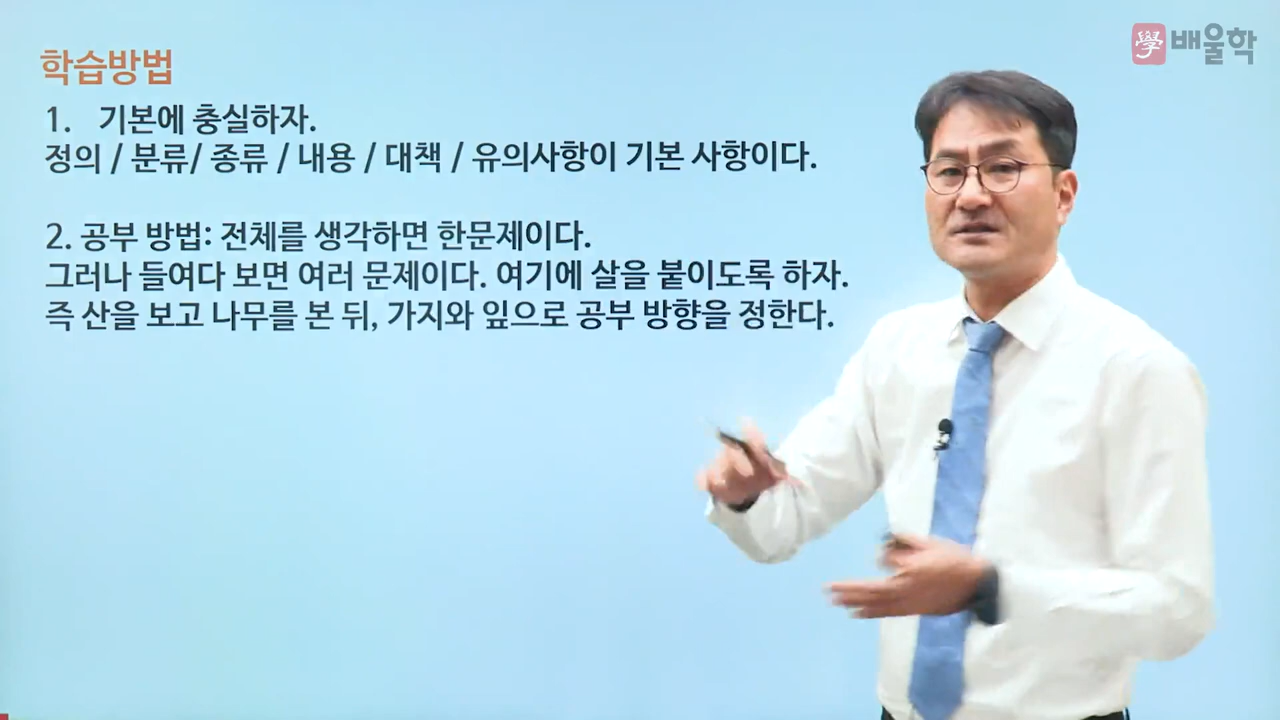 學 배울학
학습방법
1. 기본에 충실하자.
정의 / 분류/ 종류 / 내용 / 대책 / 유의사항이 기본 사항이다.
2. 공부 방법: 전체를 생각하면 한문제이다.
그러나 들여다 보면 여러 문제이다. 여기에 살을 붙이도록 하자.
즉 산을 보고 나무를 본 뒤, 가지와 잎으로 공부 방향을 정한다.